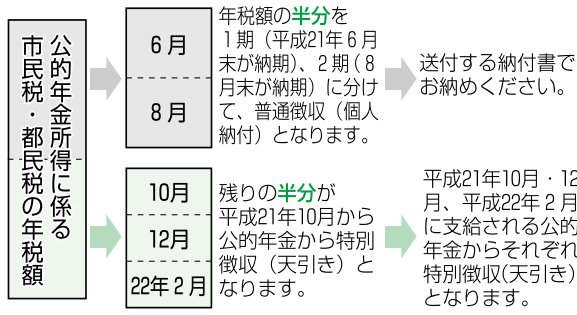 公的年金所得に係る
市民税・都民税の年税額
6月
8月
年税額の半分を
1期（平成21年6月
末が納期）、2期（8
月末が納期）に分け
て、普通徴収（個人
納付）となります。
送付する納付書で
お納めください。
10月
12月
22年2月
残りの半分が
平成21年10月から
公的年金から特別
徴収（天引き）と
なります。
平成21年10月・12
月、平成22年2月
に支給される公的
年金からそれぞれ
特別徴収(天引き)
となります。